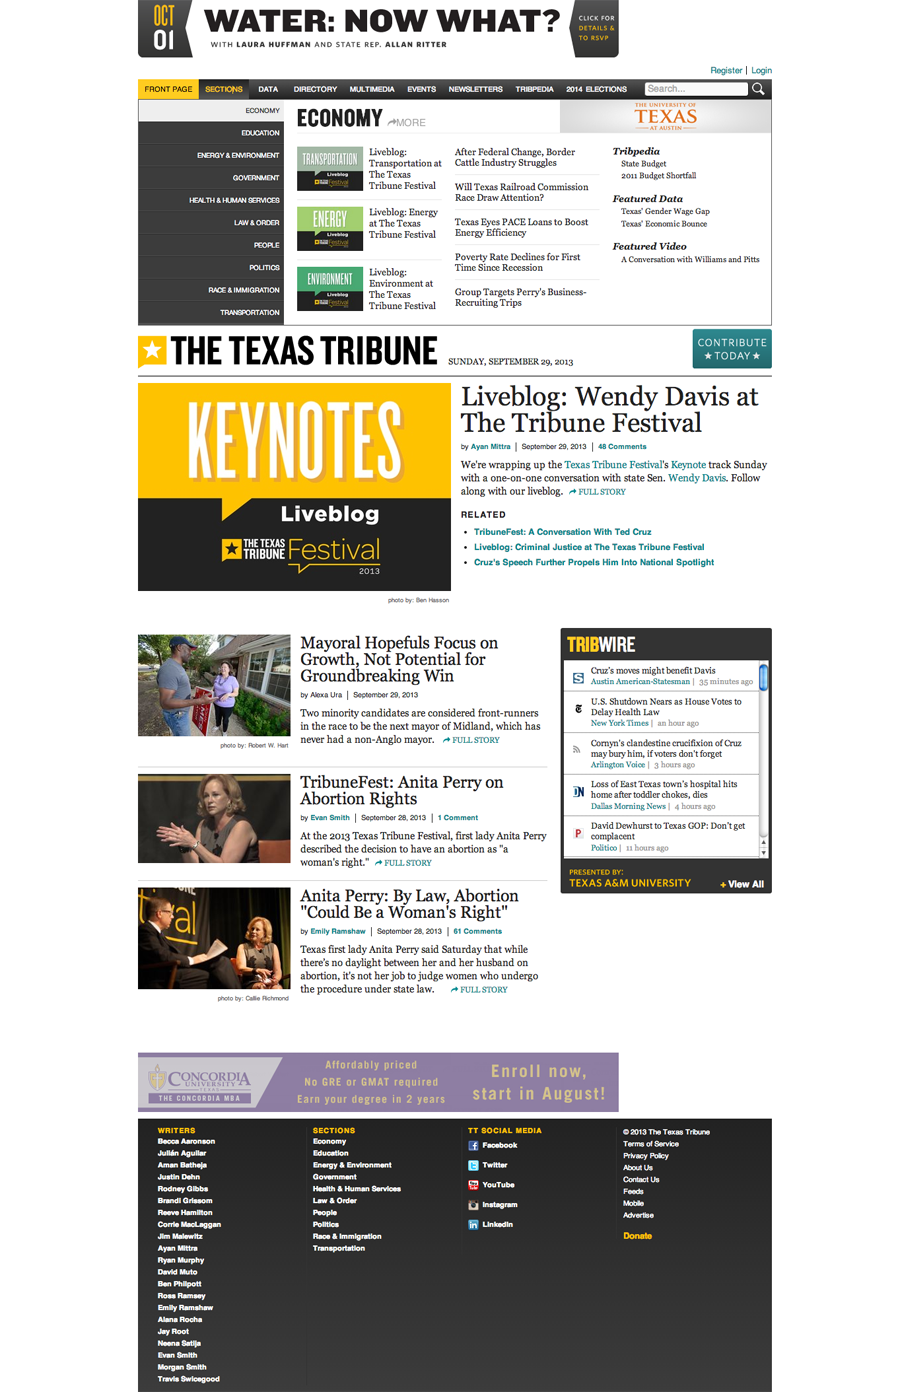 OCT
01
WATER: NOW WHAT?
WITH LAURA HUFFMAN AND STATE REP. ALLAN RITTER
CLICK FOR
DETAILS &
TO RSVP
Register | Login
FRONT PAGE SECTIONS DATA DIRECTORY MULTIMEDIA EVENTS NEWSLETTERS TRIBPEDIA 2014 ELECTIONS Search...
ECONOMY
EDUCATION
ENERGY & ENVIRONMENT
GOVERNMENT
HEALTH & HUMAN SERVICES
LAW & ORDER
PEOPLE
POLITICS
RACE & IMMIGRATION
TRANSPORTATION
ECONOMY MORE
TRANSPORTATION
Liveblog
Festival
Liveblog:
Transportation at
The Texas
Tribune Festival
ENERGY
Liveblog
Festival
Liveblog: Energy
at The Texas
Tribune Festival
ENVIRONMENT
Liveblog
Festival
Liveblog:
Environment at
The Texas
Tribune Festival
After Federal Change, Border
Cattle Industry Struggles
Will Texas Railroad Commission
Race Draw Attention?
Texas Eyes PACE Loans to Boost
Energy Efficiency
Poverty Rate Declines for First
Time Since Recession
Group Targets Perry's Business-
Recruiting Trips
THE UNIVERSITY OF
TEXAS
AT AUSTIN
Tribpedia
State Budget
2011 Budget Shortfall
Featured Data
Texas' Gender Wage Gap
Texas' Economic Bounce
Featured Video
A Conversation with Williams and Pitts
THE TEXAS TRIBUNE SUNDAY, SEPTEMBER 29, 2013
CONTRIBUTE
TODAY
KEYNOTES
Liveblog
THE TEXAS
TRIBUNE
Festival
2013
photo by: Ben Hasson
Liveblog: Wendy Davis at
The Tribune Festival
by Ayan Mittra | September 29, 2013 | 48 Comments
We're wrapping up the Texas Tribune Festival's Keynote track Sunday
with a one-on-one conversation with state Sen. Wendy Davis. Follow
along with our liveblog. FULL STORY
RELATED
• TribuneFest: A Conversation With Ted Cruz
• Liveblog: Criminal Justice at The Texas Tribune Festival
• Cruz's Speech Further Propels Him Into National Spotlight
photo by: Robert W. Hart
Mayoral Hopefuls Focus on
Growth, Not Potential for
Groundbreaking Win
by Alexa Ura | September 29, 2013
Two minority candidates are considered front-runners
in the race to be the next mayor of Midland, which has
never had a non-Anglo mayor. FULL STORY
TribuneFest: Anita Perry on
Abortion Rights
by Evan Smith | September 28, 2013 | 1 Comment
At the 2013 Texas Tribune Festival, first lady Anita Perry
described the decision to have an abortion as "a
woman's right." FULL STORY
photo by: Callie Richmond
Anita Perry: By Law, Abortion
"Could Be a Woman's Right"
by Emily Ramshaw | September 28, 2013 | 61 Comments
Texas first lady Anita Perry said Saturday that while
there's no daylight between her and her husband on
abortion, it's not her job to judge women who undergo
the procedure under state law. FULL STORY
TRIBWIRE
Cruz's moves might benefit Davis
Austin American-Statesman | 35 minutes ago
U.S. Shutdown Nears as House Votes to
Delay Health Law
New York Times | an hour ago
Cornyn's clandestine crucifixion of Cruz
may bury him, if voters don't forget
Arlington Voice | 3 hours ago
Loss of East Texas town's hospital hits
home after toddler chokes, dies
Dallas Morning News | 4 hours ago
David Dewhurst to Texas GOP: Don't get
complacent
Politico | 11 hours ago
PRESENTED BY:
TEXAS A&M UNIVERSITY
+ View All
CONCORDIA
UNIVERSITY
TEXAS
THE CONCORDIA MBA
Affordably priced
No GRE or GMAT required
Earn your degree in 2 years
Enroll now,
start in August!
WRITERS
Becca Aaronson
Julián Aguilar
Aman Batheja
Justin Dehn
Rodney Gibbs
Brandi Grissom
Reeve Hamilton
Corrie MacLaggan
Jim Malewitz
Ayan Mittra
Ryan Murphy
David Muto
Ben Philpott
Ross Ramsey
Emily Ramshaw
Alana Rocha
Jay Root
Neena Satija
Evan Smith
Morgan Smith
Travis Swicegood
SECTIONS
Economy
Education
Energy & Environment
Government
Health & Human Services
Law & Order
People
Politics
Race & Immigration
Transportation
TT SOCIAL MEDIA
Facebook
Twitter
YouTube
Instagram
LinkedIn
© 2013 The Texas Tribune
Terms of Service
Privacy Policy
About Us
Contact Us
Feeds
Mobile
Advertise
Donate